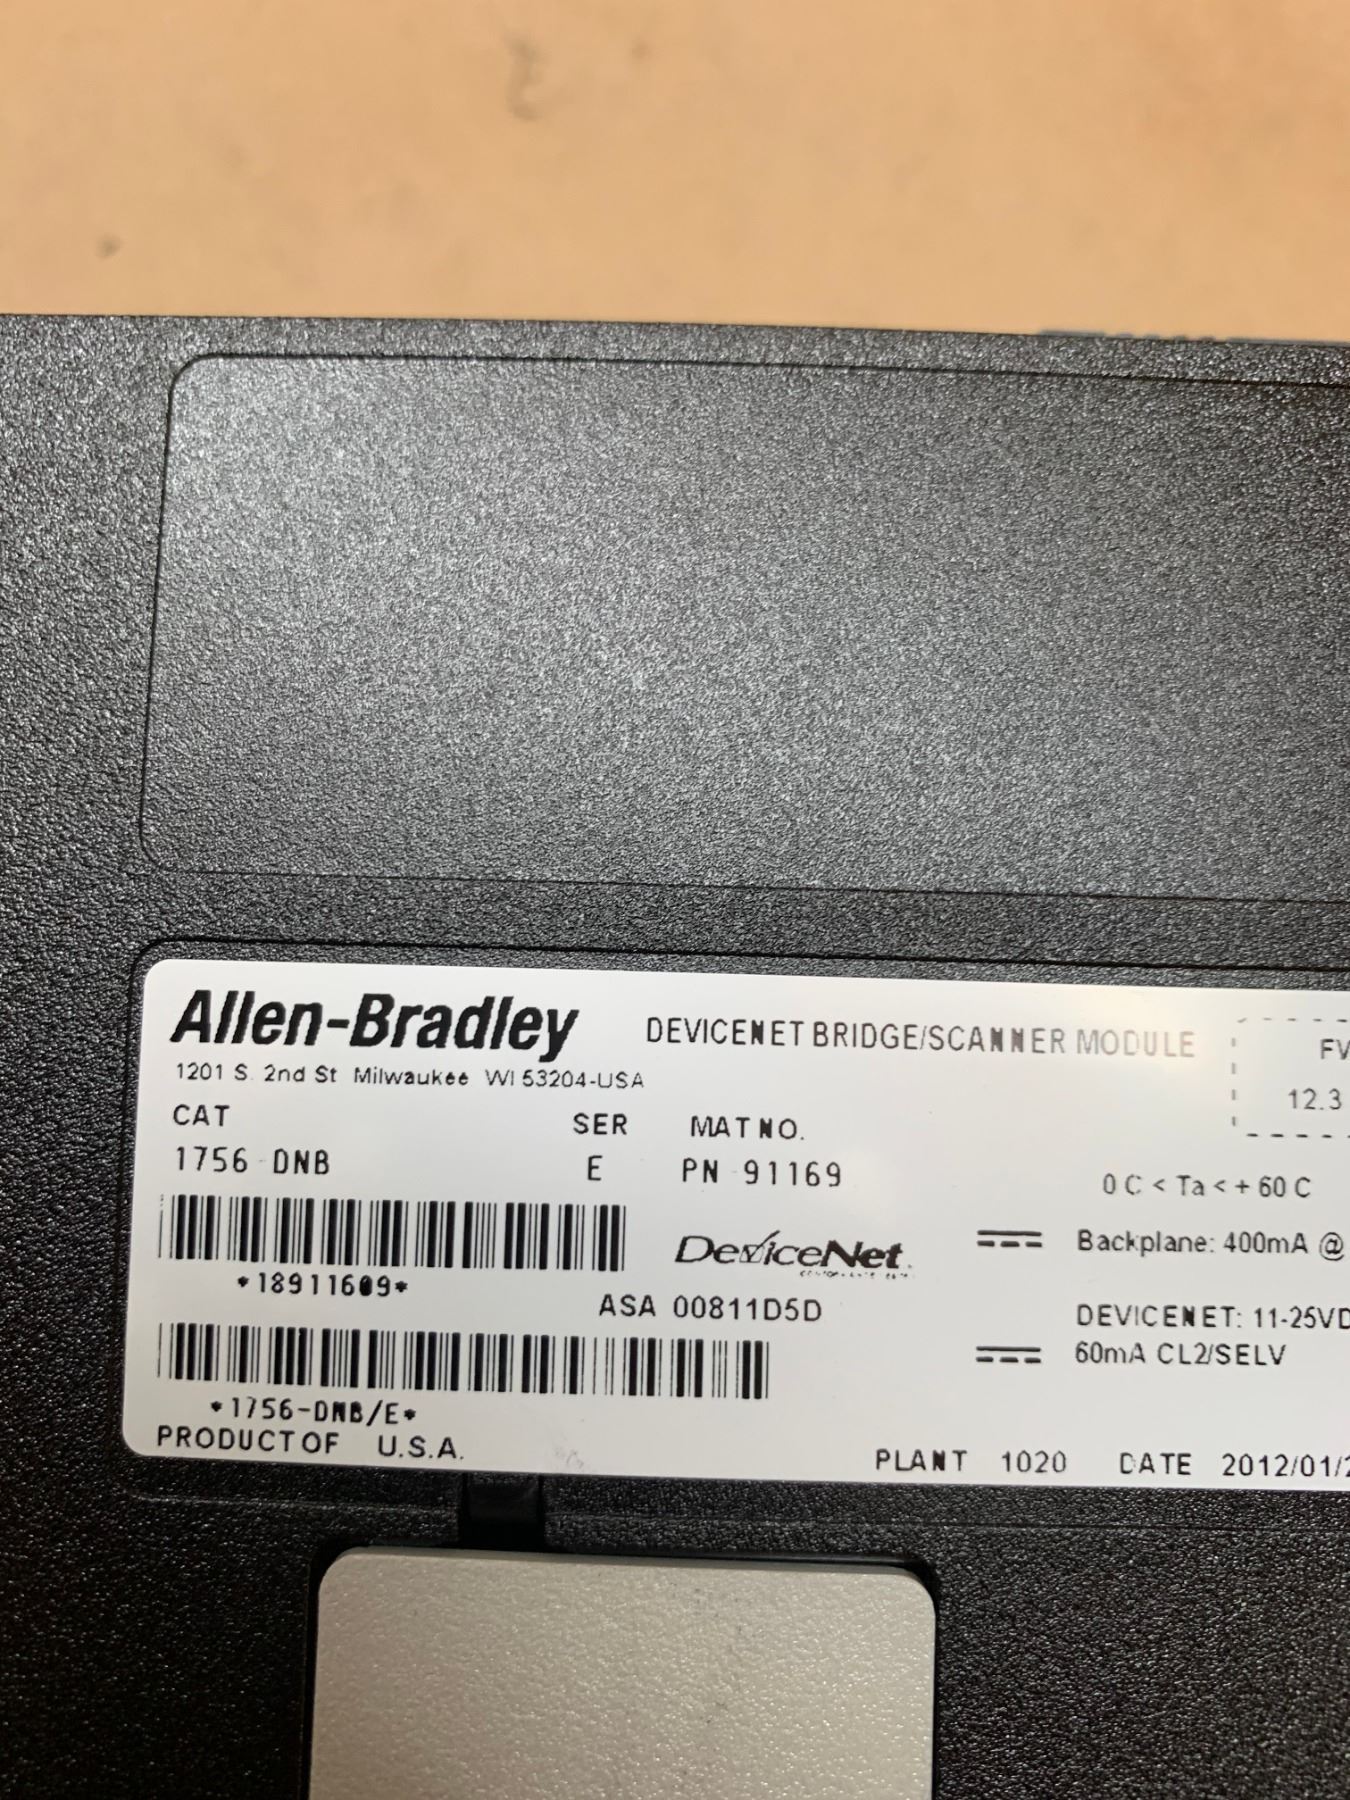 Allen-Bradley DEVICENET BRIDGE/SCANNER MODULE FW
1201 S. 2nd St Milwaukee WI 53204-USA 12.3
CAT SER MAT NO.
1756-DNB E PN-91169 0 C < Ta < + 60 C
DeviceNet Backplane: 400mA @
*18911609*
ASA 00811D5D DEVICENET: 11-25VD
60mA CL2/SELV
*1756-DNB/E*
PRODUCT OF U.S.A.
PLANT 1020 DATE 2012/01/2